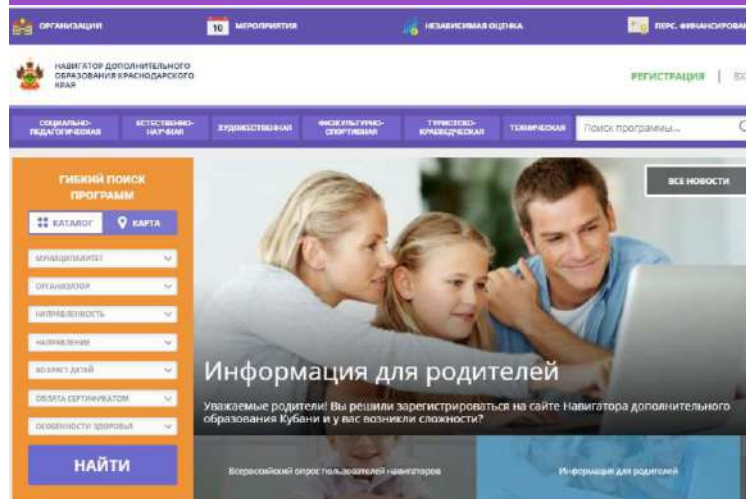 ОРГАНИЗАЦИИ
10 МЕРОПРИЯТИЯ
НЕЗАВИСИМАЯ ОЦЕНКА
ПЕРС. ФИНАНСИРОВАН
НАВИГАТОР ДОПОЛНИТЕЛЬНОГО
ОБРАЗОВАНИЯ КРАСНОДАРСКОГО
КРАЯ
РЕГИСТРАЦИЯ | ВХ
СОЦИАЛЬНО-
ПЕДАГОГИЧЕСКАЯ
ЕСТЕСТВЕННО-
НАУЧНАЯ
ХУДОЖЕСТВЕННАЯ
ФИЗКУЛЬТУРНО-
СПОРТИВНАЯ
ТУРИСТСКО-
КРАЕВЕДЧЕСКАЯ
ТЕХНИЧЕСКАЯ
Поиск программы...
ГИБКИЙ ПОИСК
ПРОГРАММ
КАТАЛОГ
КАРТА
МУНИЦИПАЛИТЕТ
ОРГАНИЗАТОР
НАПРАВЛЕННОСТЬ
НАПРАВЛЕНИЕ
ВОЗРАСТ ДЕТЕЙ
ОПЛАТА СЕРТИФИКАТОМ
ОСОБЕННОСТИ ЗДОРОВЬЯ
НАЙТИ
ВСЕ НОВОСТИ
Информация для родителей
Уважаемые родители! Вы решили зарегистрироваться на сайте Навигатора дополнительного
образования Кубани и у вас возникли сложности?
Всероссийский опрос пользователей навигаторов
Информация для родителей